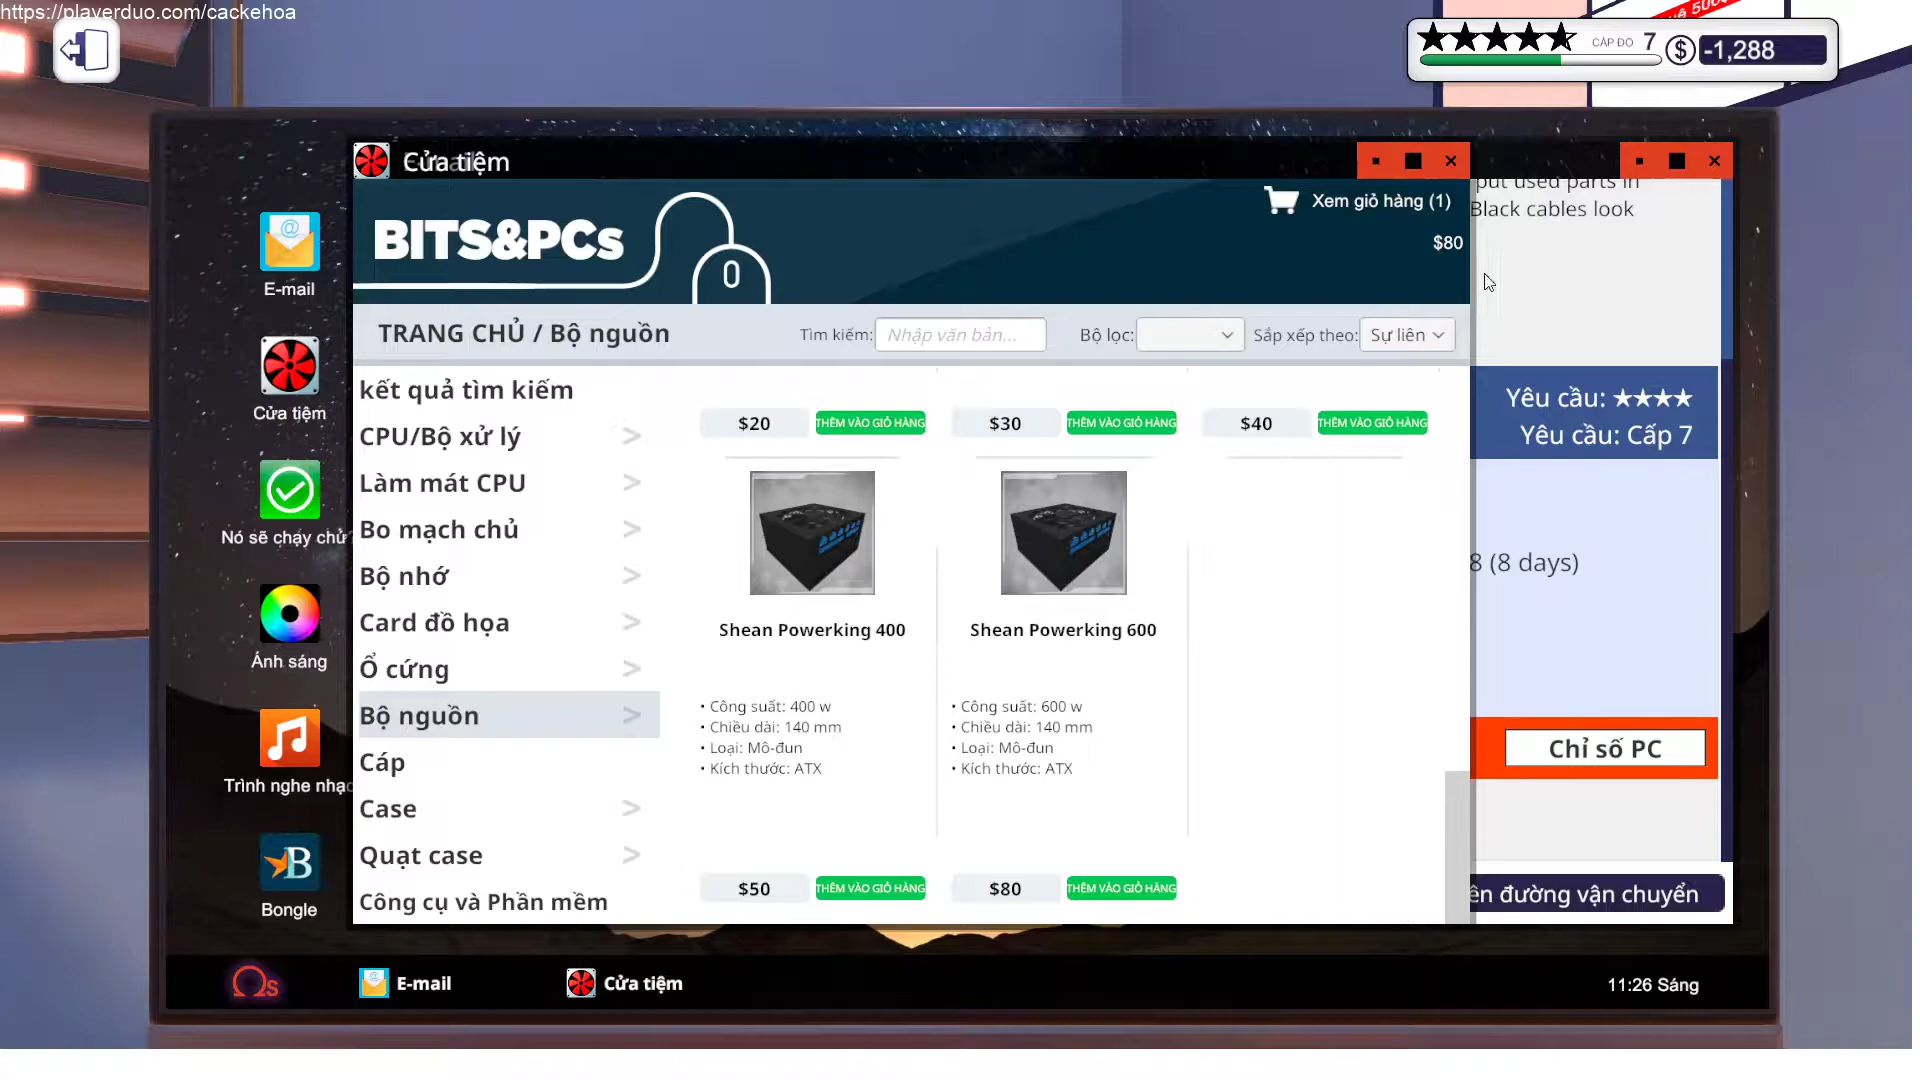 https://playerduo.com/cackehoa
CẤP ĐỘ 7
$ -1,288
Cửa tiệm
put used parts in
Black cables look
BITS&PCs
Xem giỏ hàng (1)
$80
TRANG CHỦ / Bộ nguồn
Tìm kiếm: Nhập văn bản...
Bộ lọc:
Sắp xếp theo: Sự liên
kết quả tìm kiếm
CPU/Bộ xử lý >
Làm mát CPU >
Bo mạch chủ >
Bộ nhớ >
Card đồ họa >
Ổ cứng >
Bộ nguồn >
Cáp
Case >
Quạt case >
Công cụ và Phần mềm
$20 THÊM VÀO GIỎ HÀNG
$30 THÊM VÀO GIỎ HÀNG
$40 THÊM VÀO GIỎ HÀNG
Shean Powerking 400
• Công suất: 400 w
• Chiều dài: 140 mm
• Loại: Mô-đun
• Kích thước: ATX
$50 THÊM VÀO GIỎ HÀNG
Shean Powerking 600
• Công suất: 600 w
• Chiều dài: 140 mm
• Loại: Mô-đun
• Kích thước: ATX
$80 THÊM VÀO GIỎ HÀNG
Yêu cầu: ★★★★
Yêu cầu: Cấp 7
8 (8 days)
Chỉ số PC
ên đường vận chuyển
E-mail
Cửa tiệm
Nó sẽ chạy chứ
Ánh sáng
Trình nghe nhạc
B
Bongle
Ωs
E-mail
Cửa tiệm
11:26 Sáng